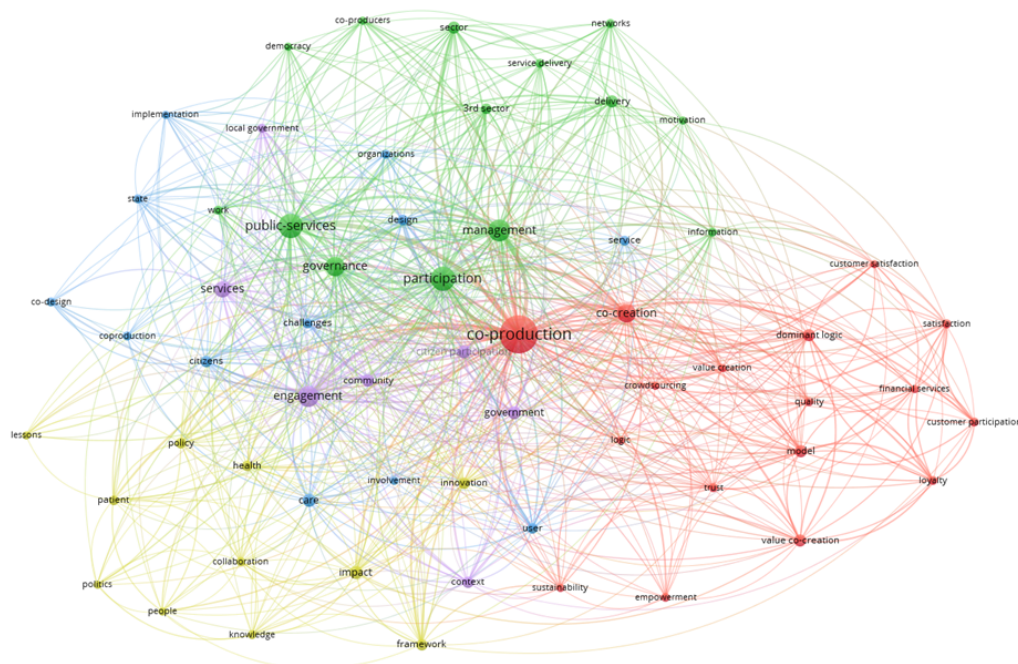 co-producers
sector
networks
democracy
service delivery
3rd sector
delivery
implementation
local government
motivation
organizations
state
work
public-services
design
management
service
information
governance
participation
customer satisfaction
services
co-design
co-production
co-creation
challenges
satisfaction
coproduction
dominant logic
citizen participation
citizens
value creation
community
crowdsourcing
financial services
engagement
quality
government
customer participation
lessons
policy
logic
model
health
involvement
innovation
trust
loyalty
patient
care
user
value co-creation
collaboration
impact
politics
context
sustainability
empowerment
people
knowledge
framework